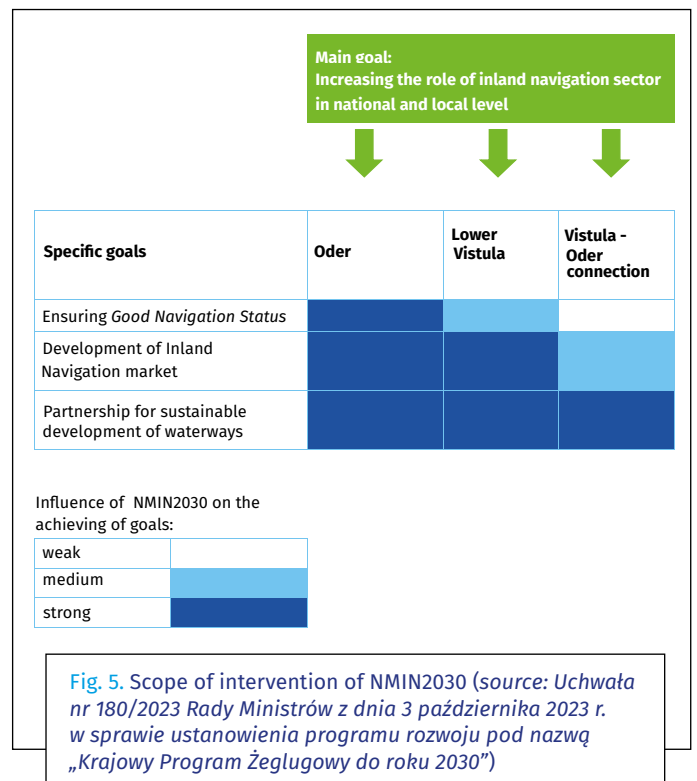 Main goal:
Increasing the role of inland navigation sector
in national and local level
Specific goals
Oder
Lower
Vistula
Vistula -
Oder
connection
Ensuring Good Navigation Status
Development of Inland
Navigation market
Partnership for sustainable
development of waterways
Influence of NMIN2030 on the
achieving of goals:
weak
medium
strong
Fig. 5. Scope of intervention of NMIN2030 (source: Uchwała
nr 180/2023 Rady Ministrów z dnia 3 października 2023 r.
w sprawie ustanowienia programu rozwoju pod nazwą
„Krajowy Program Żeglugowy do roku 2030”)